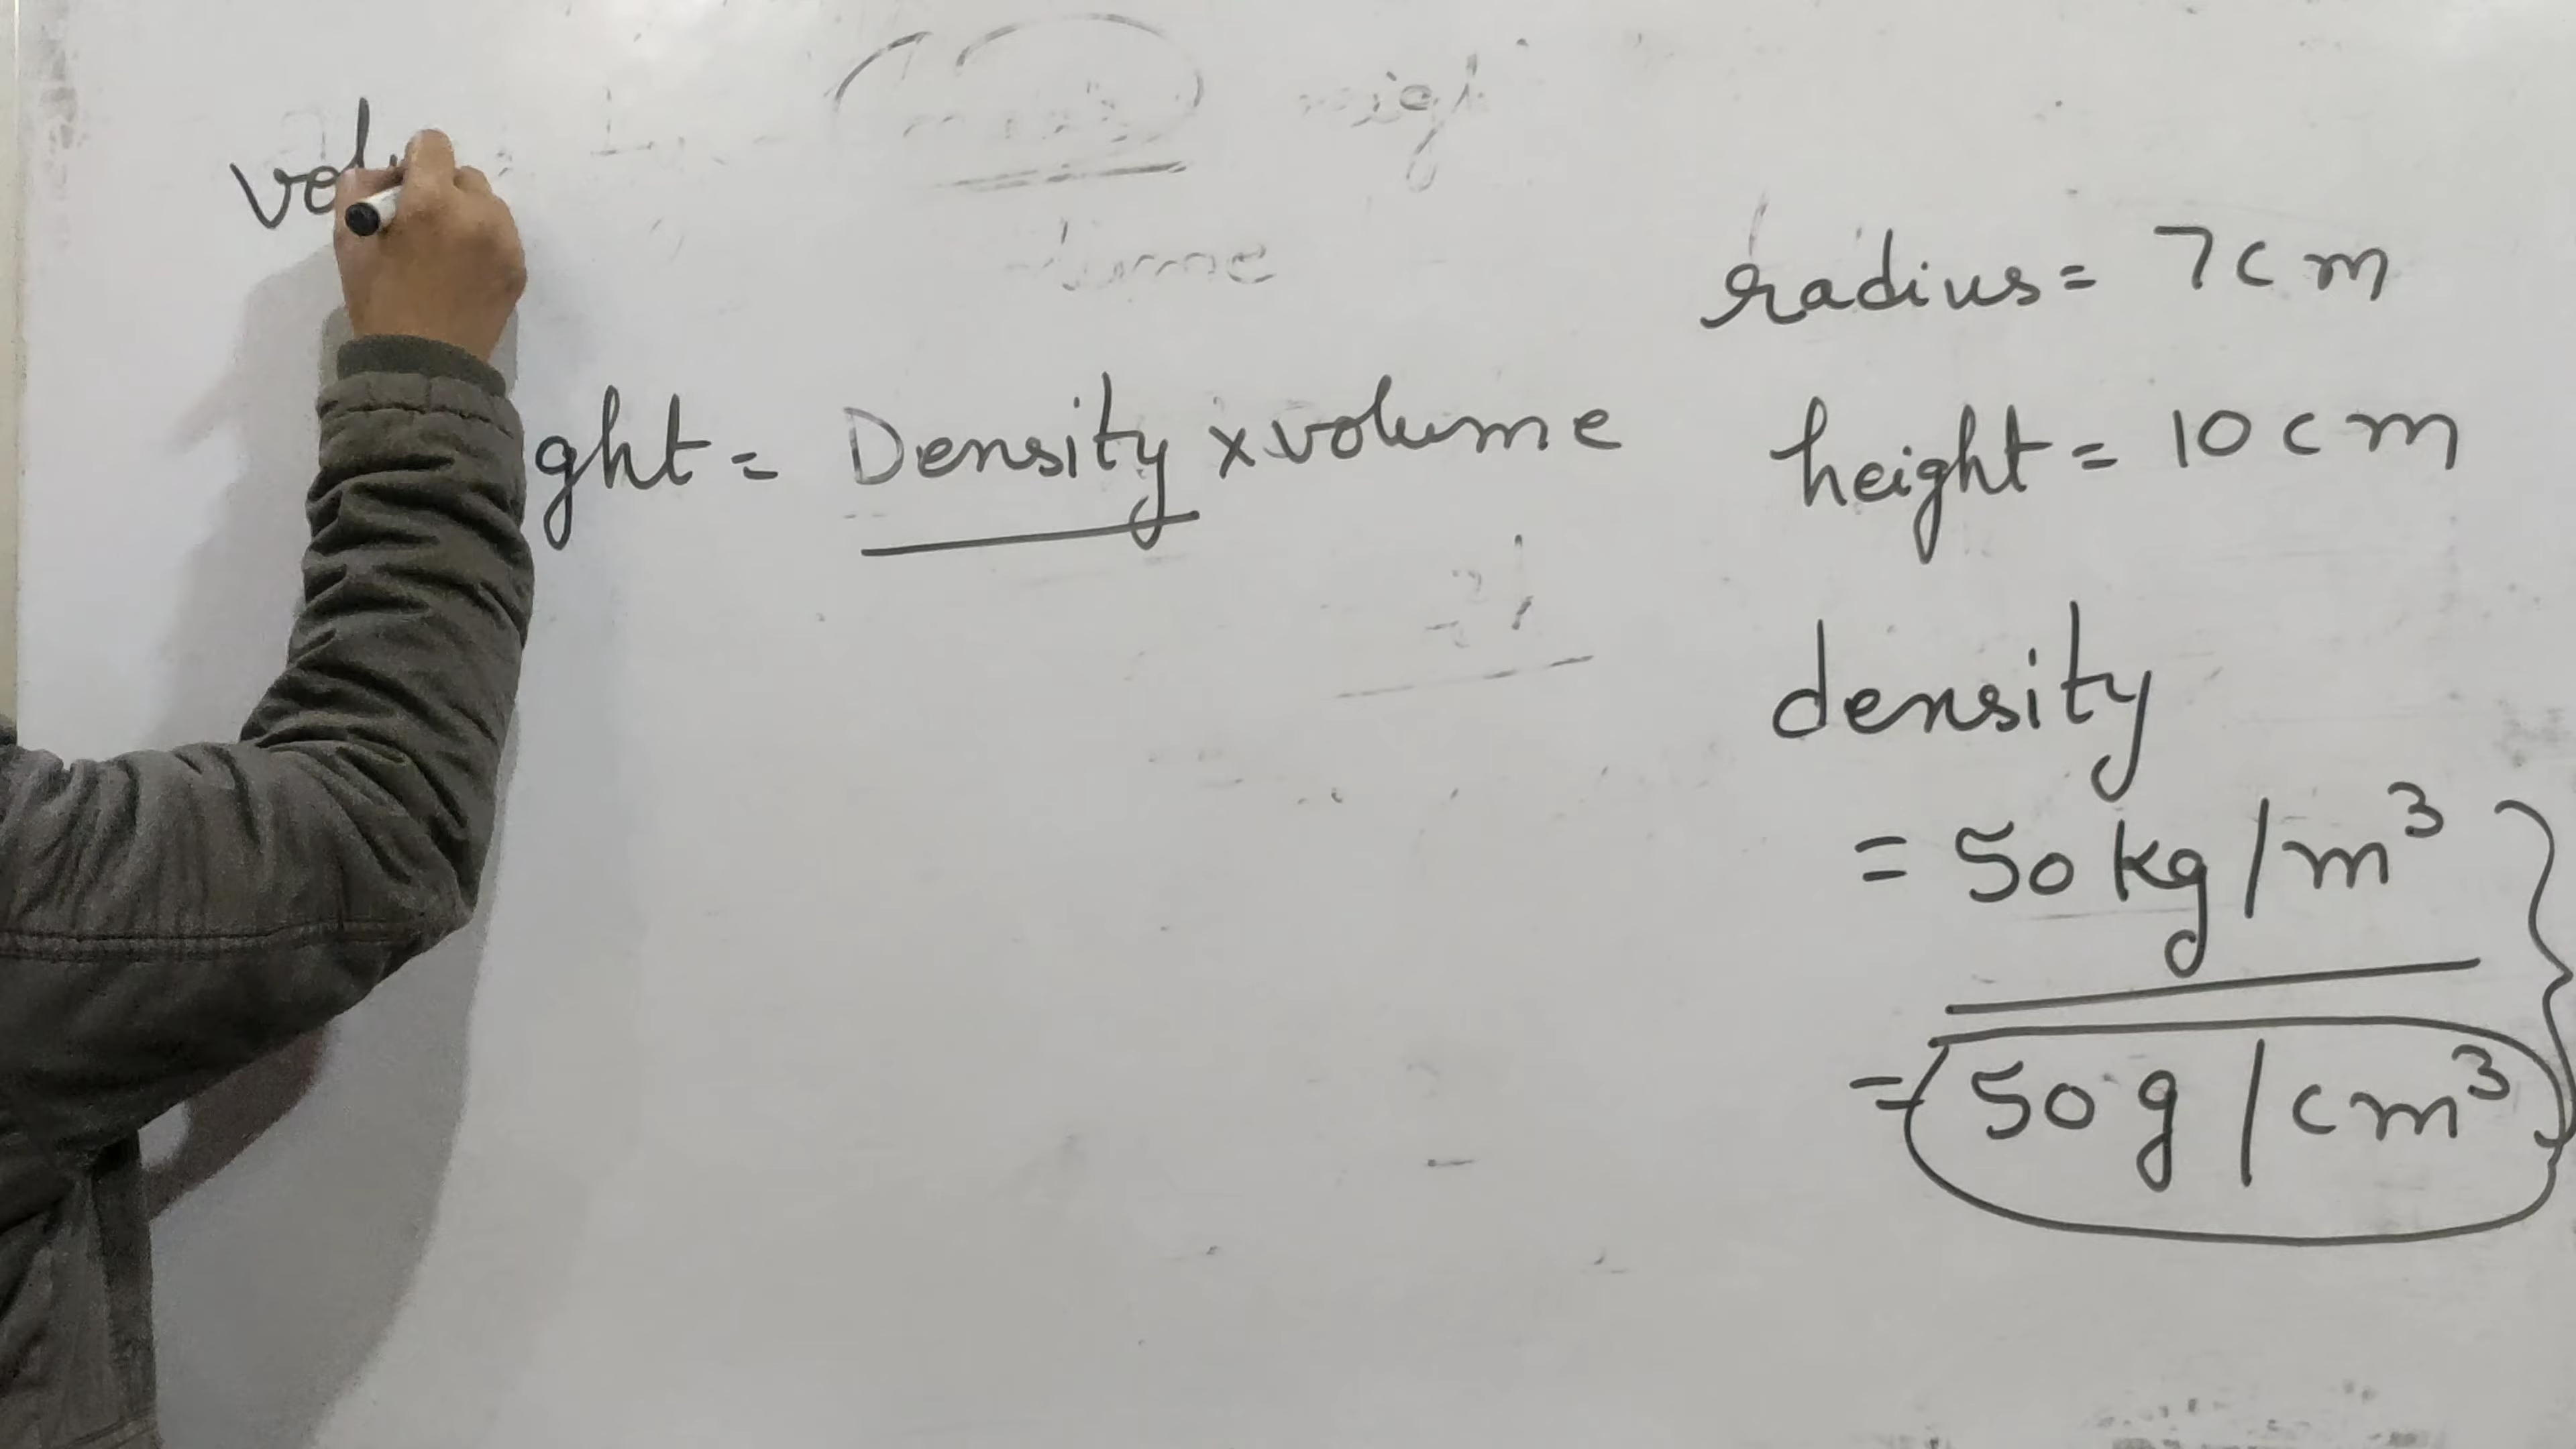 vol
ght = Density x volume
radius = 7cm
height = 10cm
density
= 50 kg/m³
= 50 g/cm³